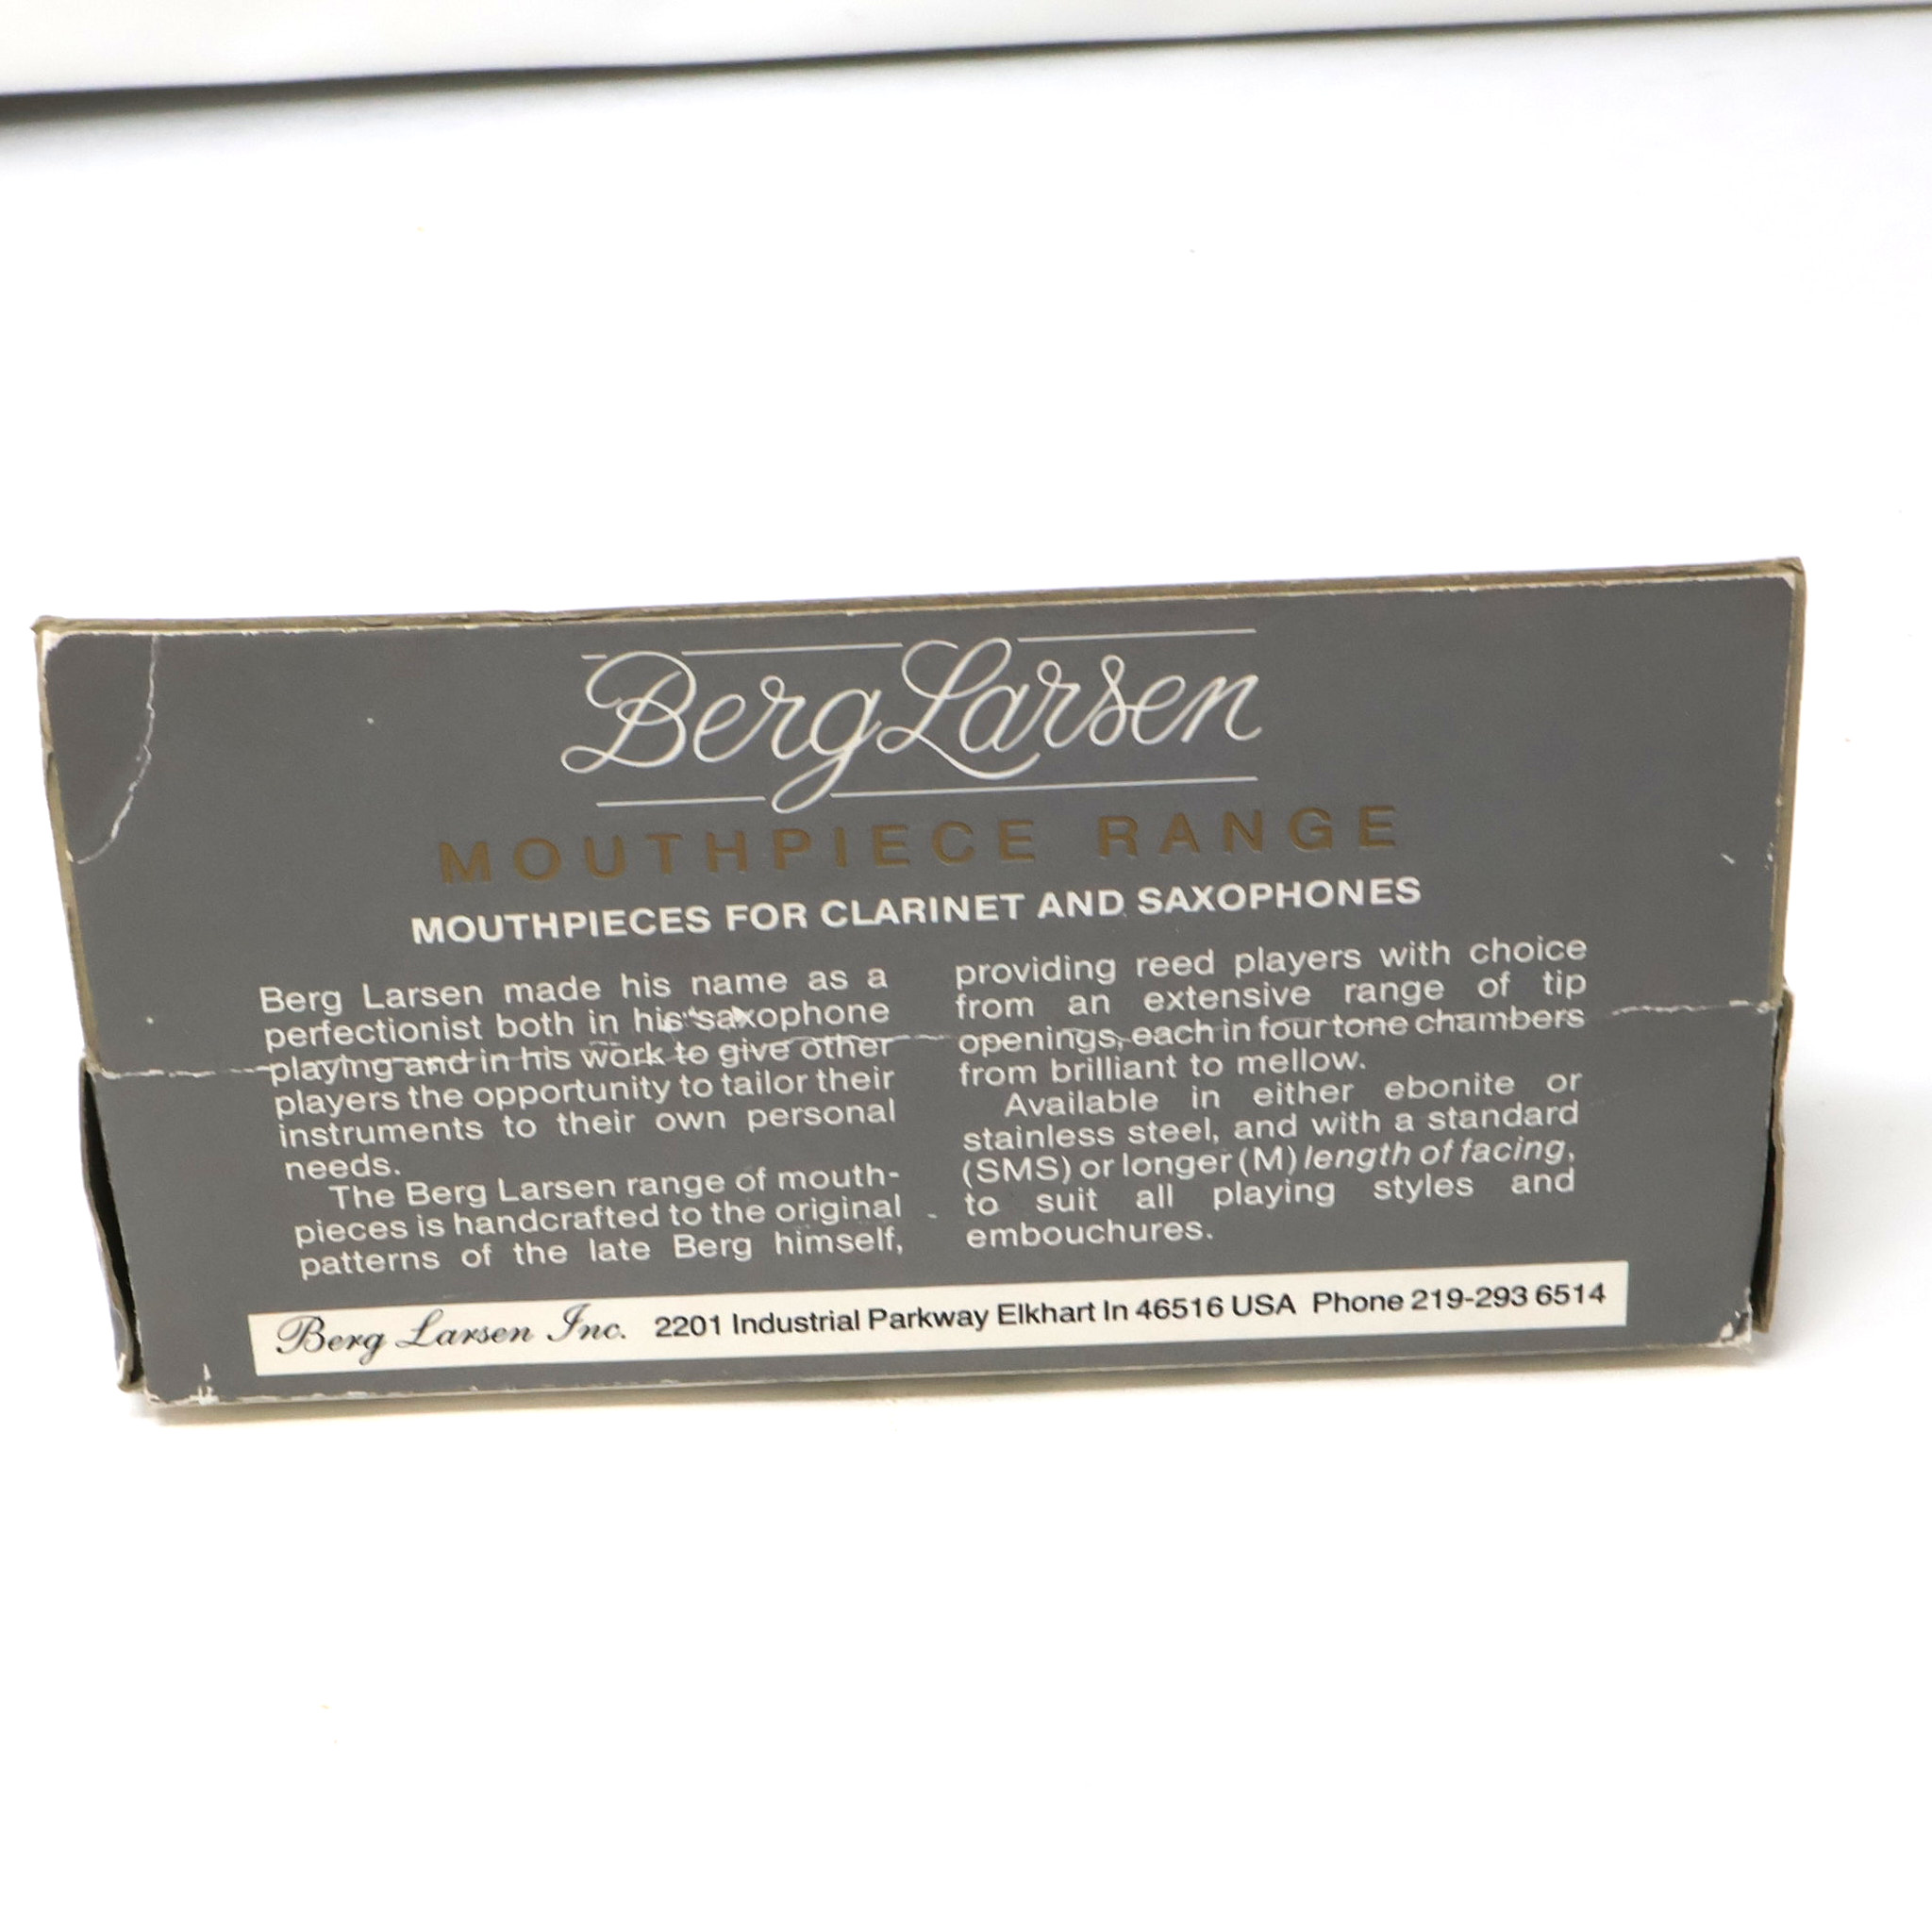 Berg Larsen
MOUTHPIECE RANGE
MOUTHPIECES FOR CLARINET AND SAXOPHONES
Berg Larsen made his name as a
perfectionist both in his saxophone
playing and in his work to give other
players the opportunity to tailor their
instruments to their own personal
needs.
The Berg Larsen range of mouth-
pieces is handcrafted to the original
patterns of the late Berg himself,
providing reed players with choice
from an extensive range of tip
openings, each in four tone chambers
from brilliant to mellow.
Available in either ebonite or
stainless steel, and with a standard
(SMS) or longer (M) length of facing,
to suit all playing styles and
embouchures.
Berg Larsen Inc. 2201 Industrial Parkway Elkhart In 46516 USA Phone 219-293 6514